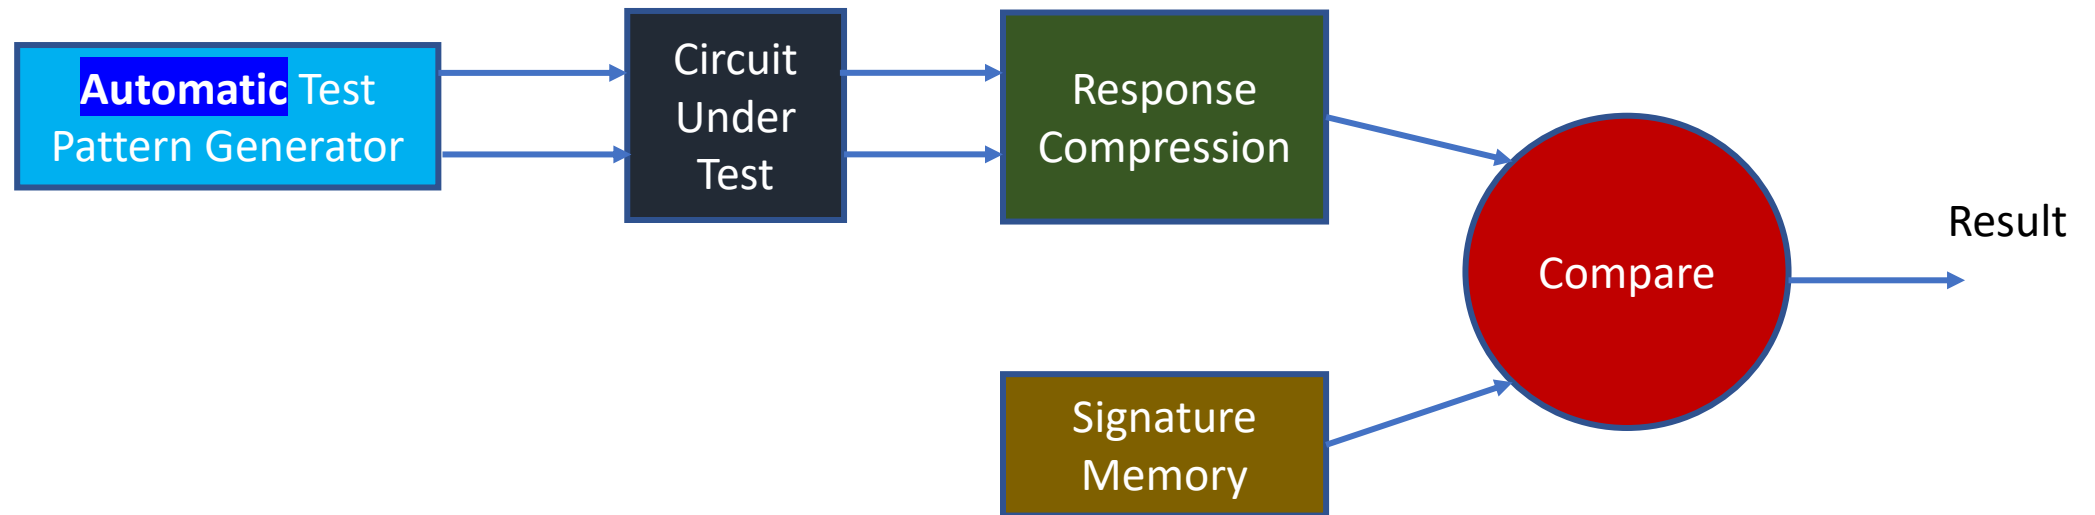 Automatic Test
Pattern Generator
Circuit
Under
Test
Response
Compression
Compare
Result
Signature
Memory